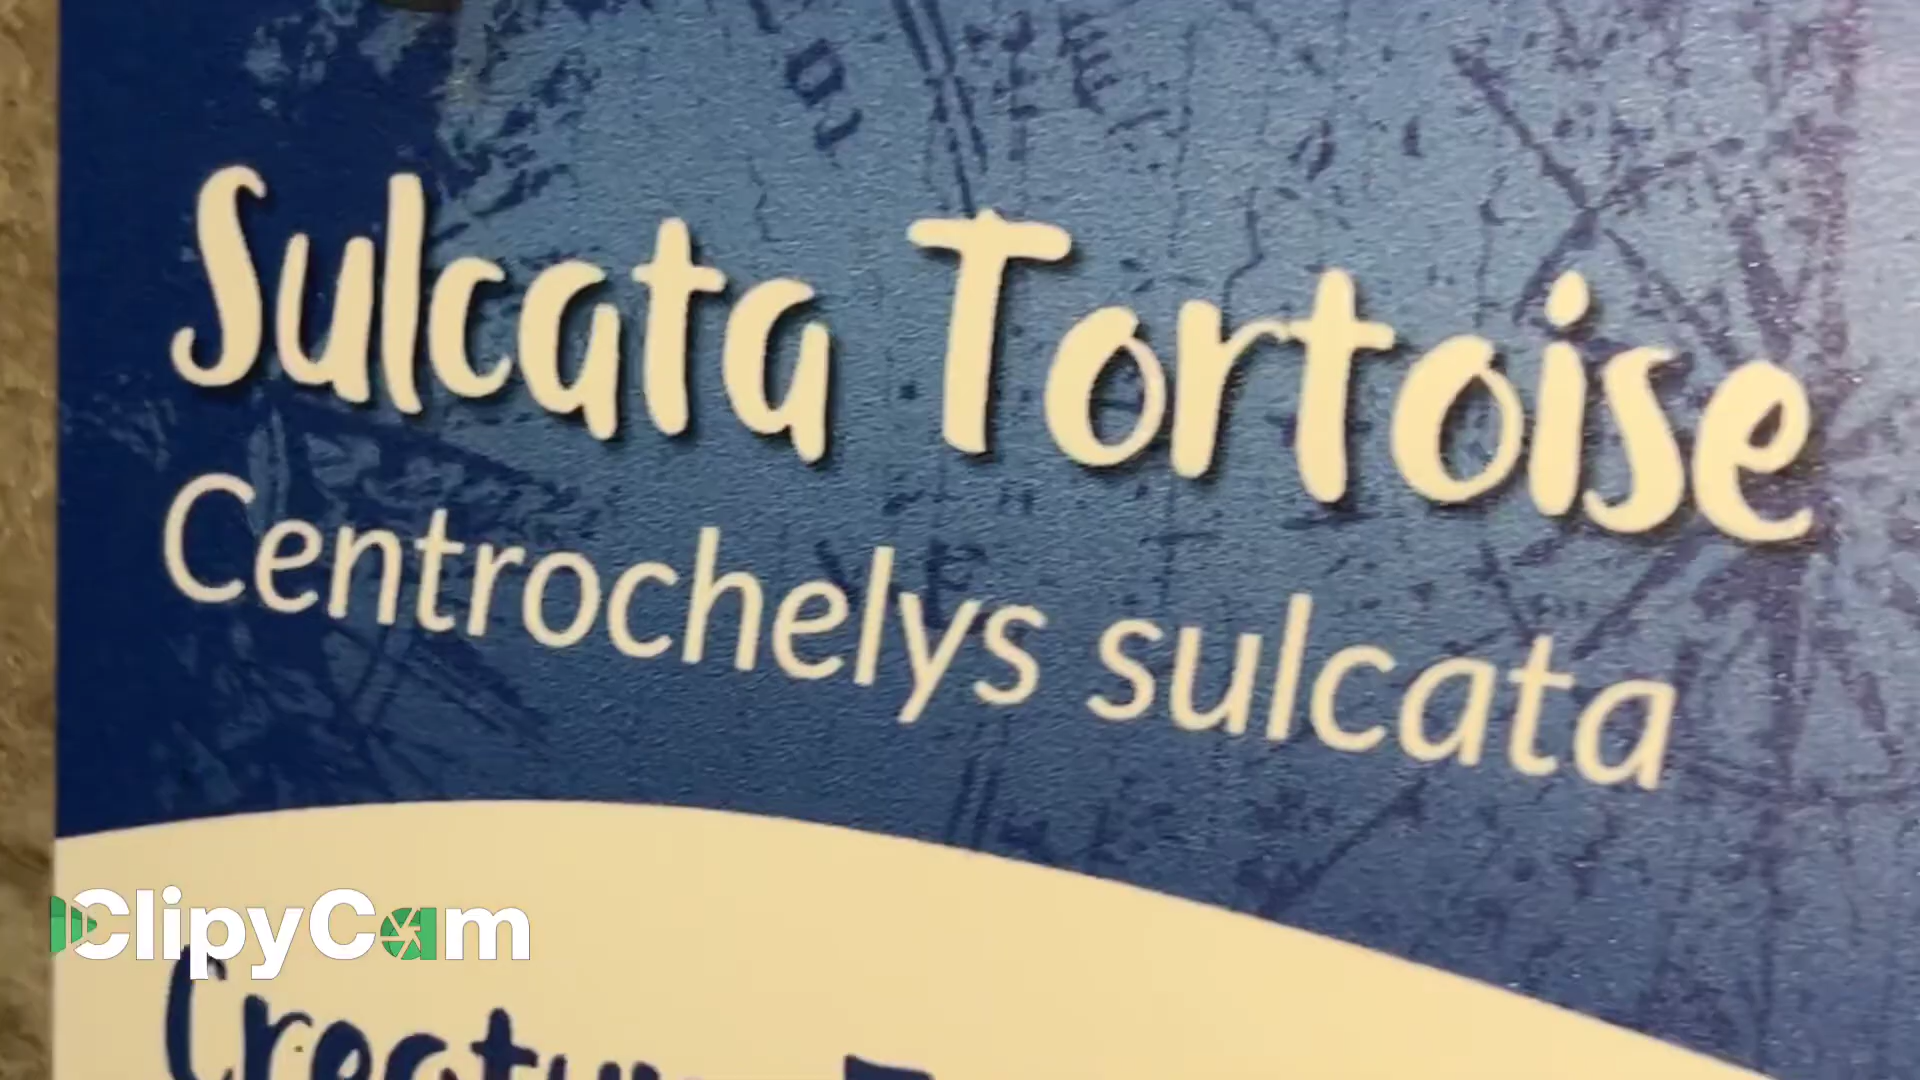 Sulcata Tortoise
Centrochelys sulcata
ClipyCam